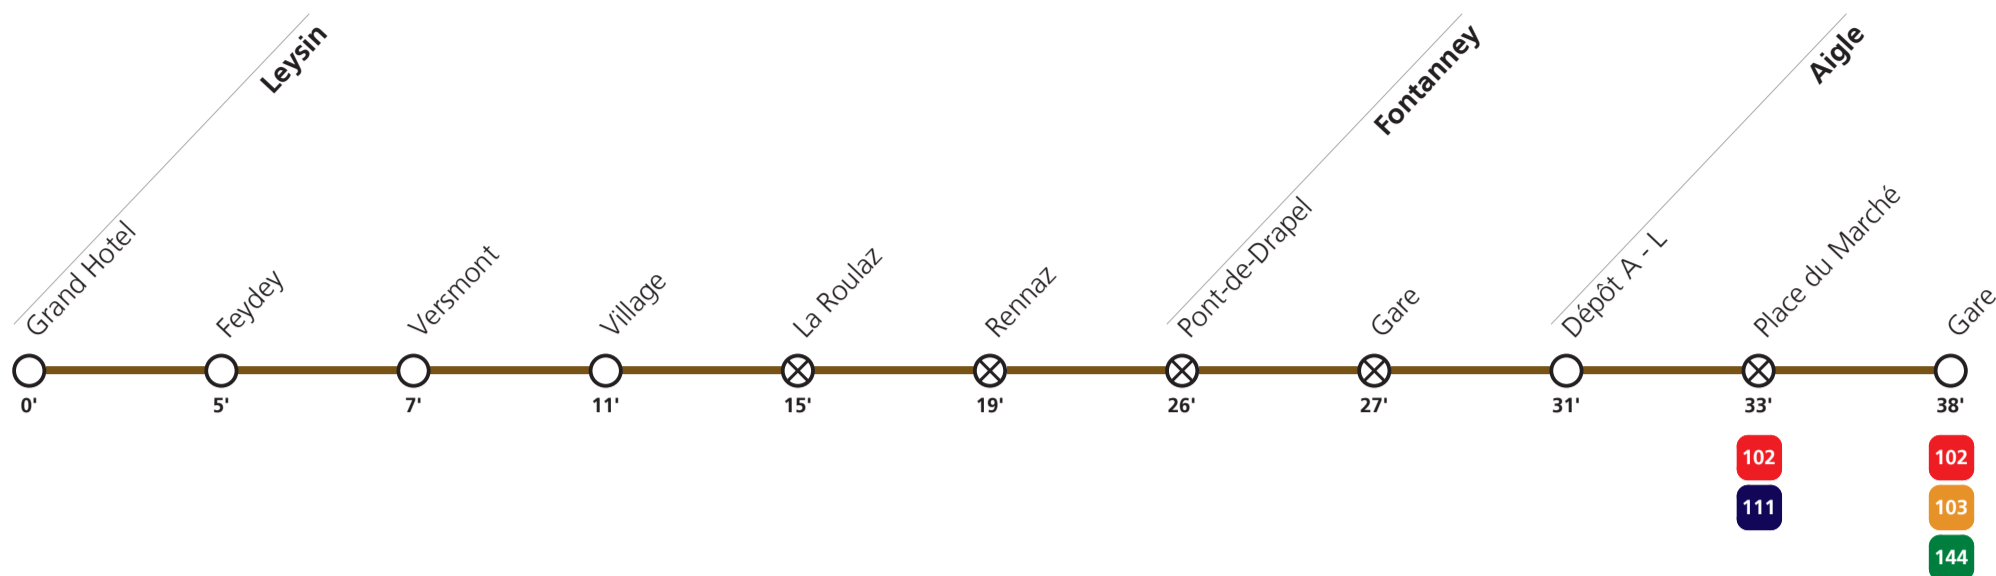 Leysin
Fontanney
Aigle
Grand Hotel
Feydey
Versmont
Village
La Roulaz
Rennaz
Pont-de-Drapel
Gare
Dépôt A - L
Place du Marché
Gare
0' 5' 7' 11' 15' 19' 26' 27' 31' 33' 38'
102 102
111 103
144